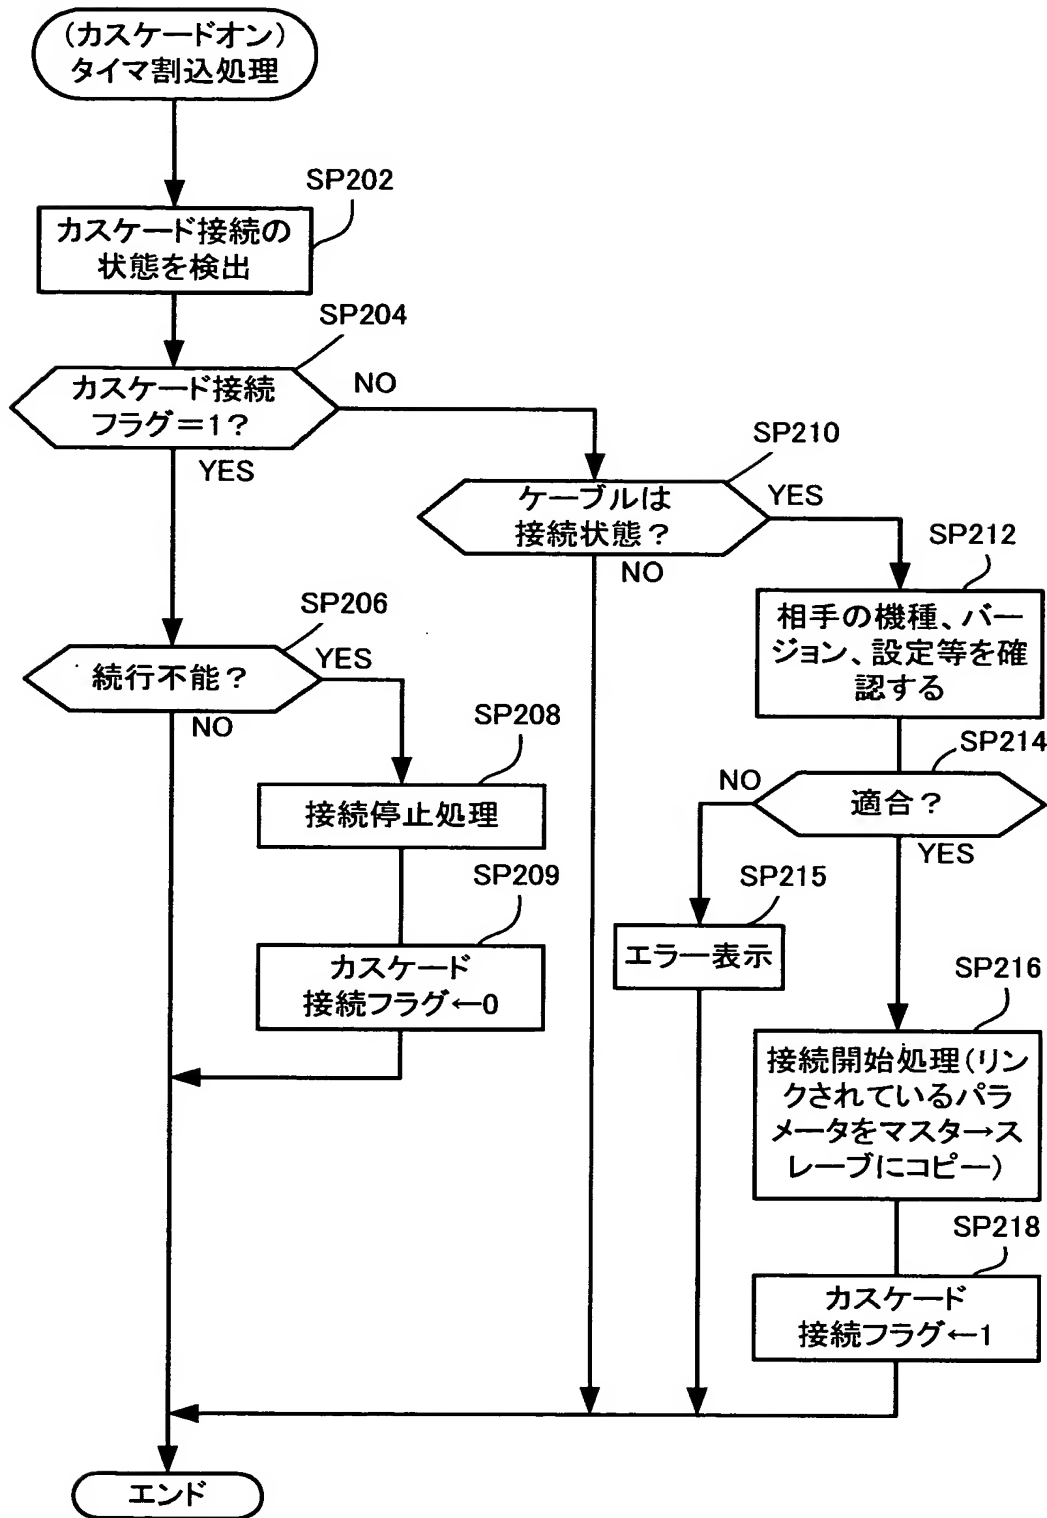 (カスケードオン)
タイマ割込処理
SP202
カスケード接続の
状態を検出
SP204
カスケード接続
フラグ＝1？
NO
YES
SP210
ケーブルは
接続状態？
YES
NO
SP212
相手の機種、バー
ジョン、設定等を確
認する
SP206
続行不能？
YES
NO
SP208
接続停止処理
SP209
カスケード
接続フラグ←0
SP214
適合？
NO
YES
SP215
エラー表示
SP216
接続開始処理(リン
クされているパラ
メータをマスタ→ス
レーブにコピー)
SP218
カスケード
接続フラグ←1
エンド